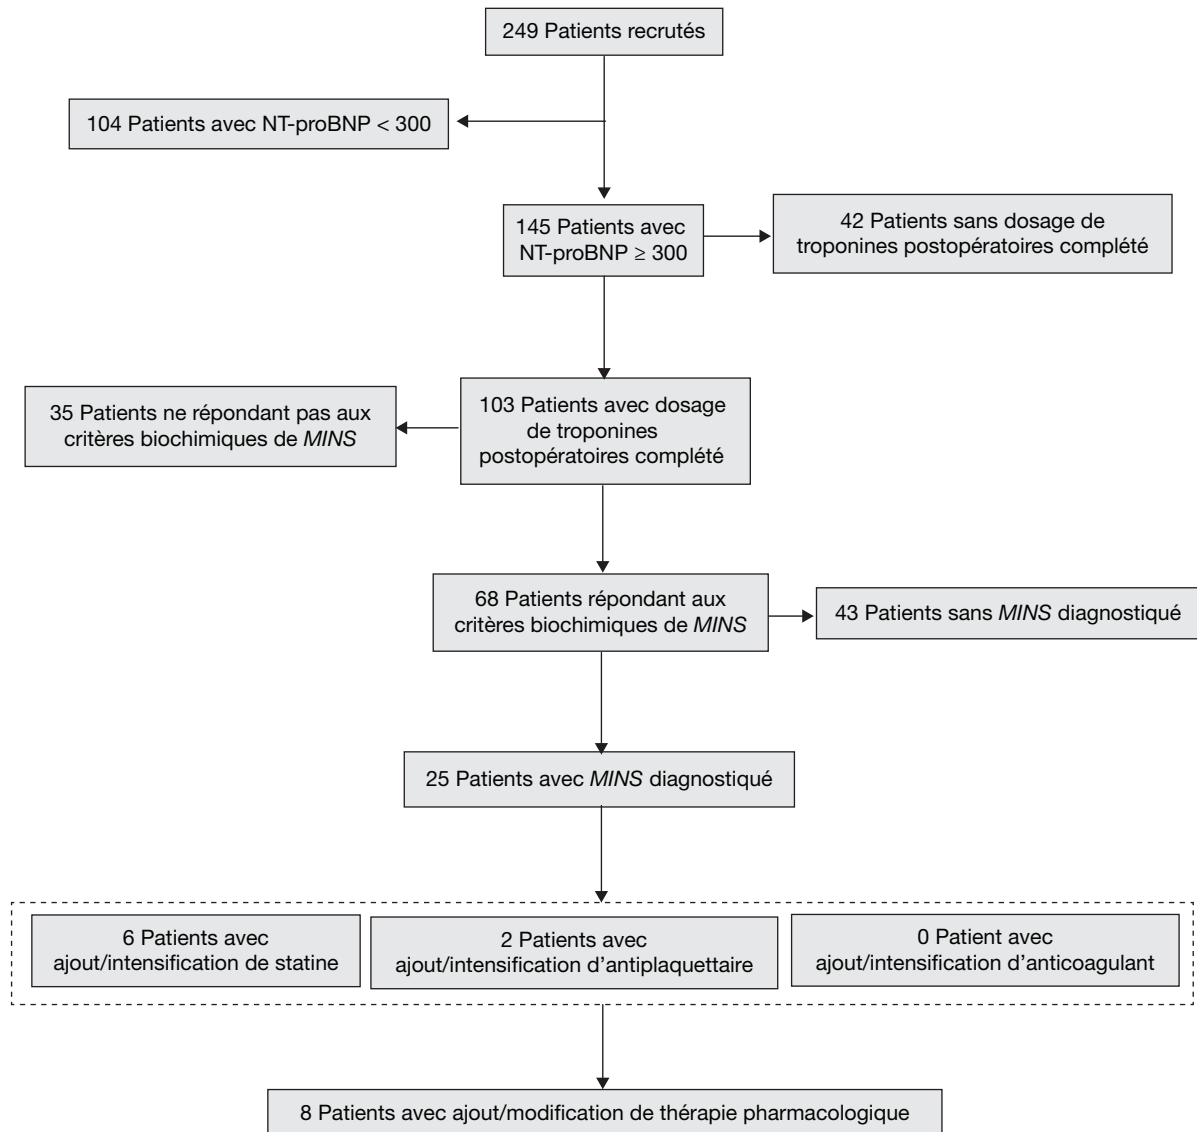 249 Patients recrutés
104 Patients avec NT-proBNP < 300
145 Patients avec
NT-proBNP ≥ 300
42 Patients sans dosage de
troponines postopératoires complété
35 Patients ne répondant pas aux
critères biochimiques de MINS
103 Patients avec dosage
de troponines
postopératoires complété
68 Patients répondant aux
critères biochimiques de MINS
43 Patients sans MINS diagnostiqué
25 Patients avec MINS diagnostiqué
6 Patients avec
ajout/intensification de statine
2 Patients avec
ajout/intensification d'antiplaquettaire
0 Patient avec
ajout/intensification d'anticoagulant
8 Patients avec ajout/modification de thérapie pharmacologique